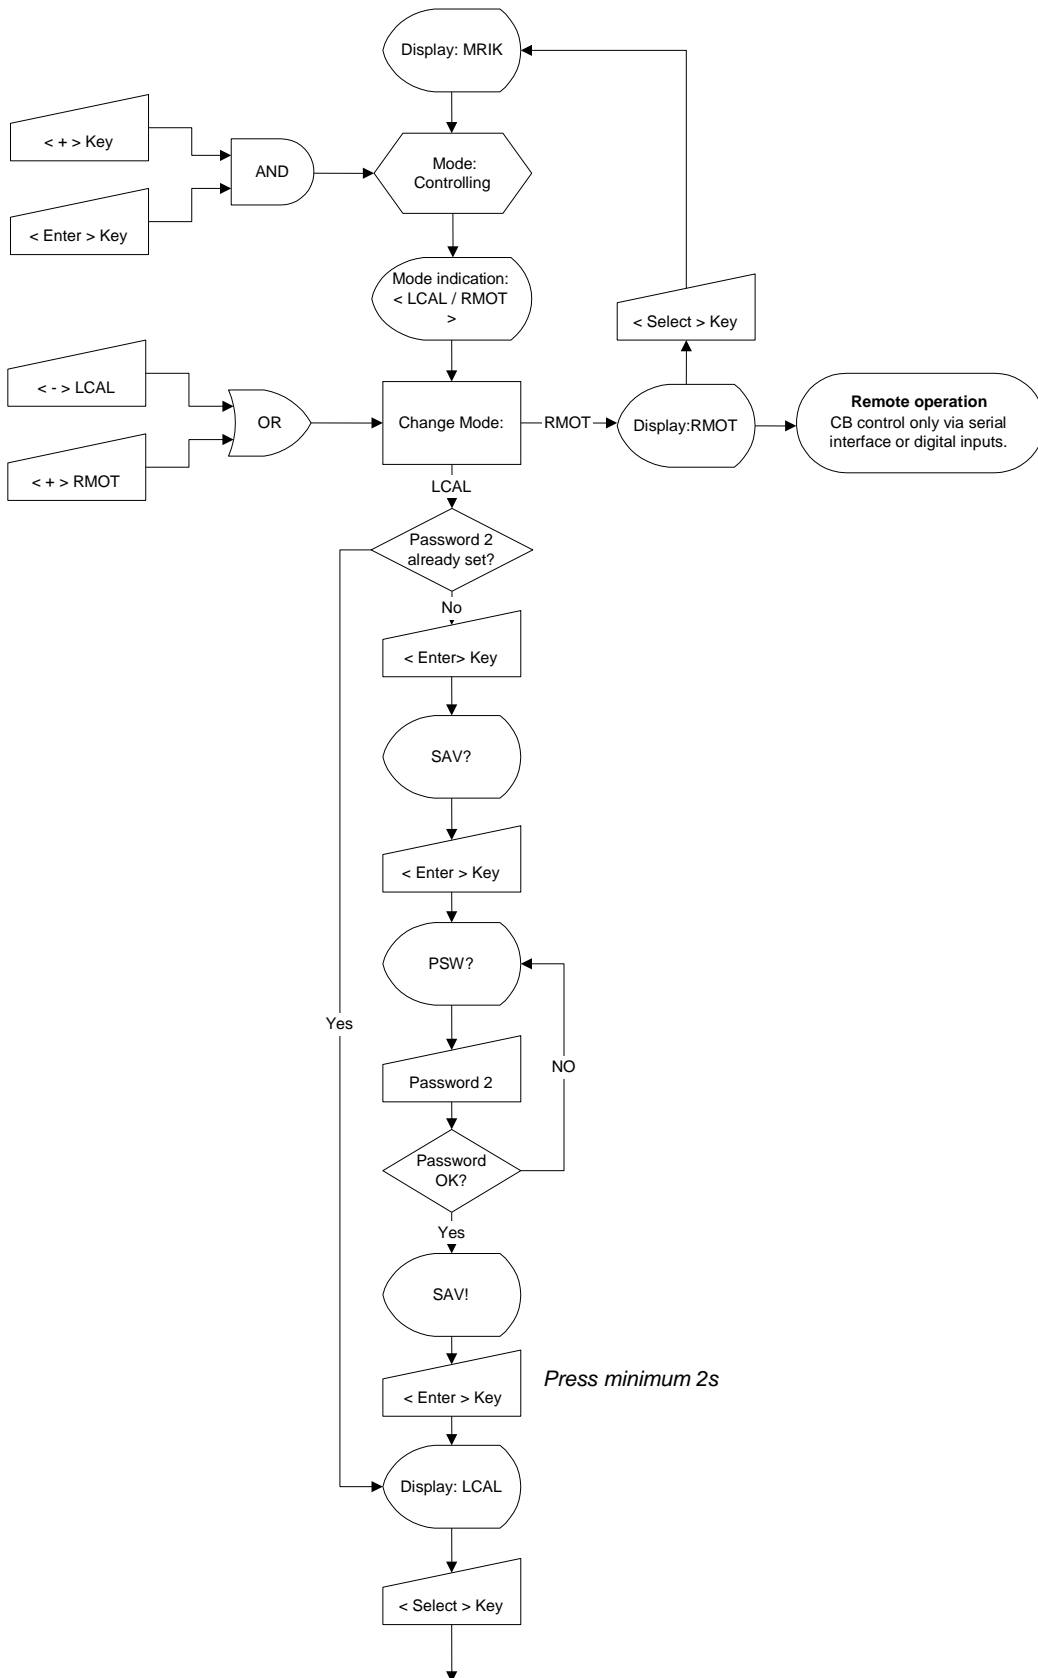 Display: MRIK
< + > Key
AND
Mode:
Controlling
< Enter > Key
Mode indication:
< LCAL / RMOT
>
< Select > Key
< - > LCAL
OR
Change Mode:
RMOT
Display:RMOT
Remote operation
CB control only via serial
interface or digital inputs.
< + > RMOT
LCAL
Password 2
already set?
No
< Enter> Key
SAV?
< Enter > Key
PSW?
Yes
NO
Password 2
Password
OK?
Yes
SAV!
Press minimum 2s
< Enter > Key
Display: LCAL
< Select > Key